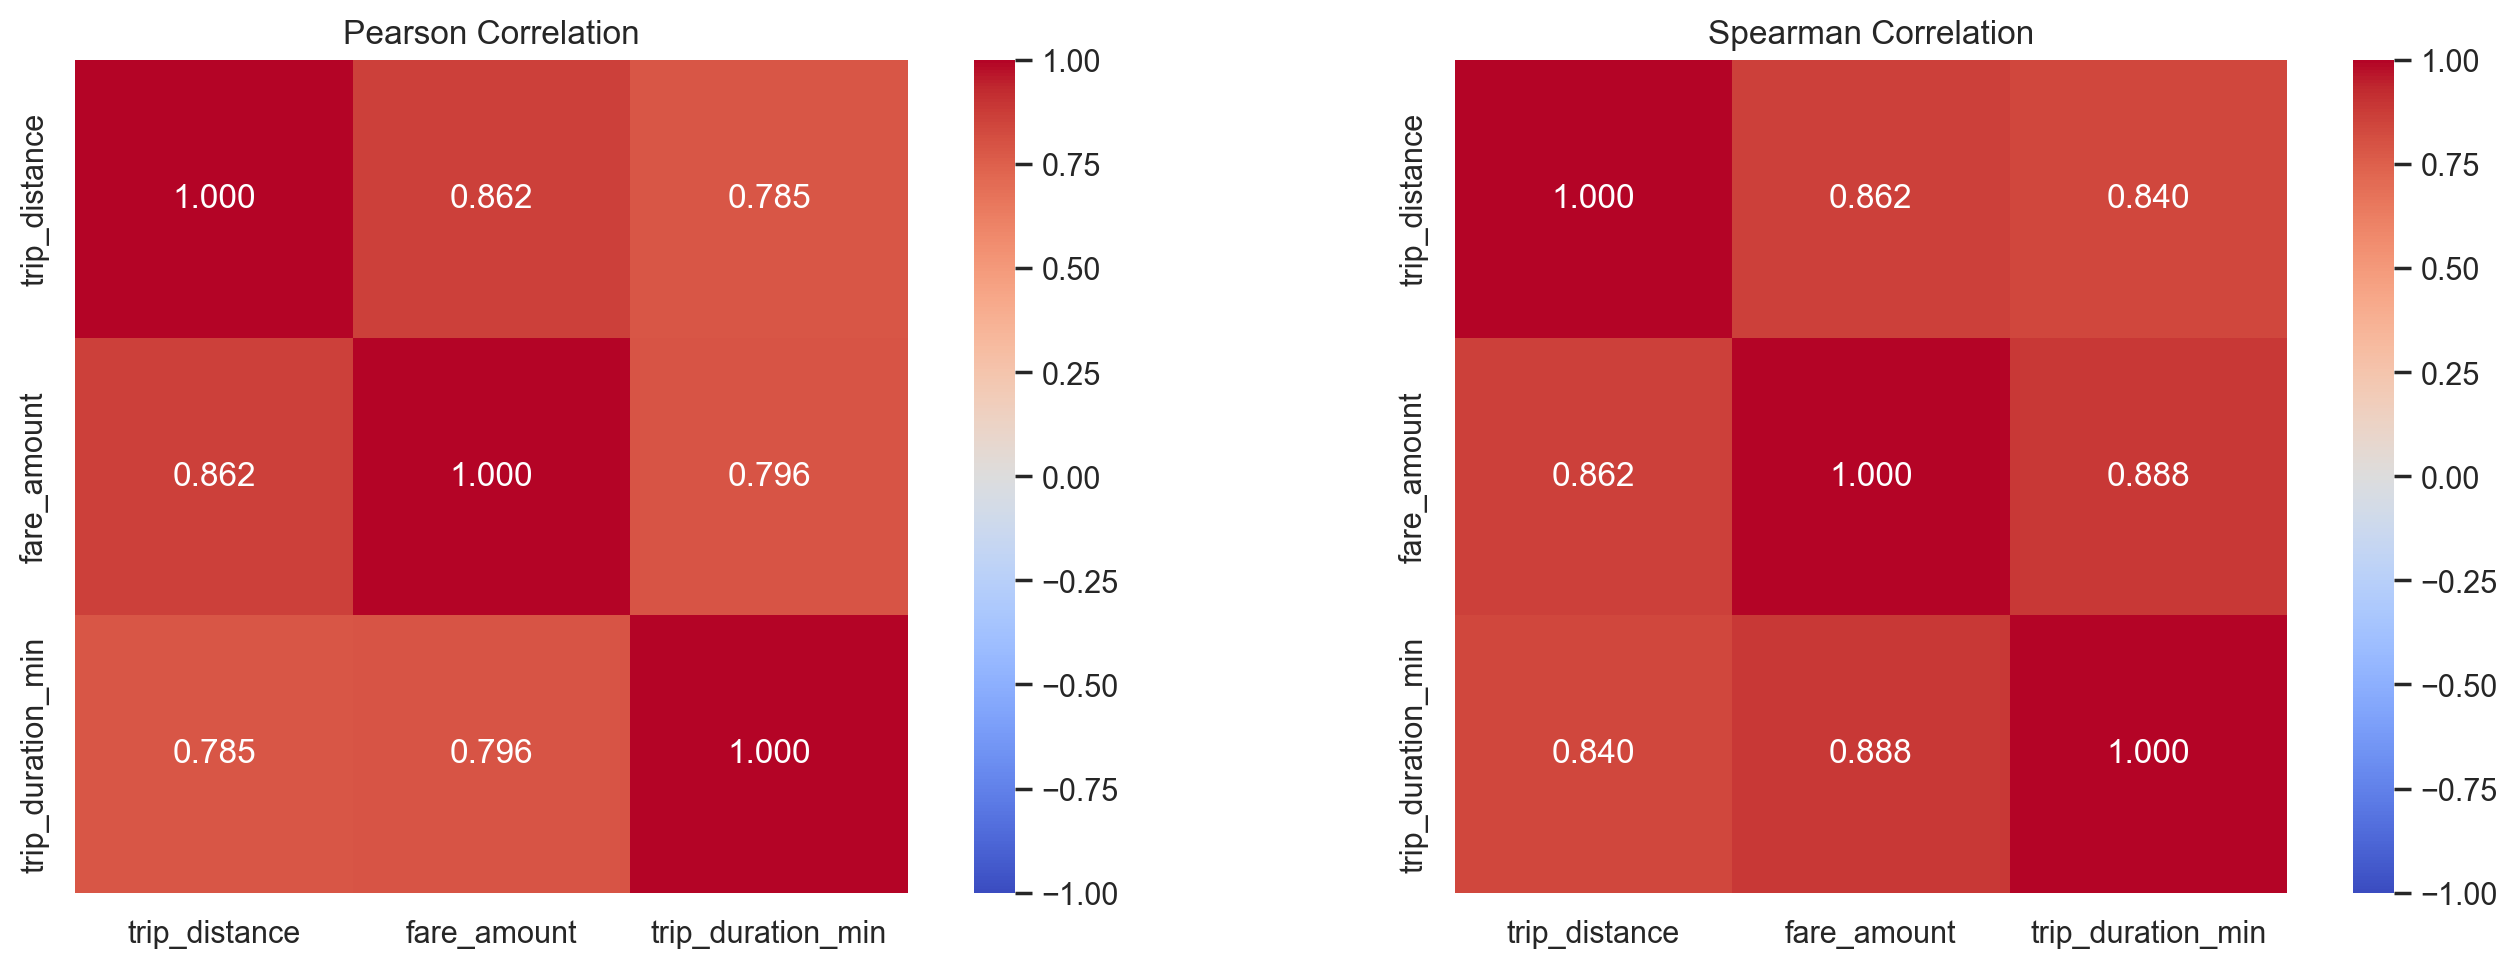 Pearson Correlation
trip_distance
fare_amount
trip_duration_min
1.000 0.862 0.785
0.862 1.000 0.796
0.785 0.796 1.000
trip_distance fare_amount trip_duration_min
1.00
0.75
0.50
0.25
0.00
−0.25
−0.50
−0.75
−1.00
Spearman Correlation
trip_distance
fare_amount
trip_duration_min
1.000 0.862 0.840
0.862 1.000 0.888
0.840 0.888 1.000
trip_distance fare_amount trip_duration_min
1.00
0.75
0.50
0.25
0.00
−0.25
−0.50
−0.75
−1.00